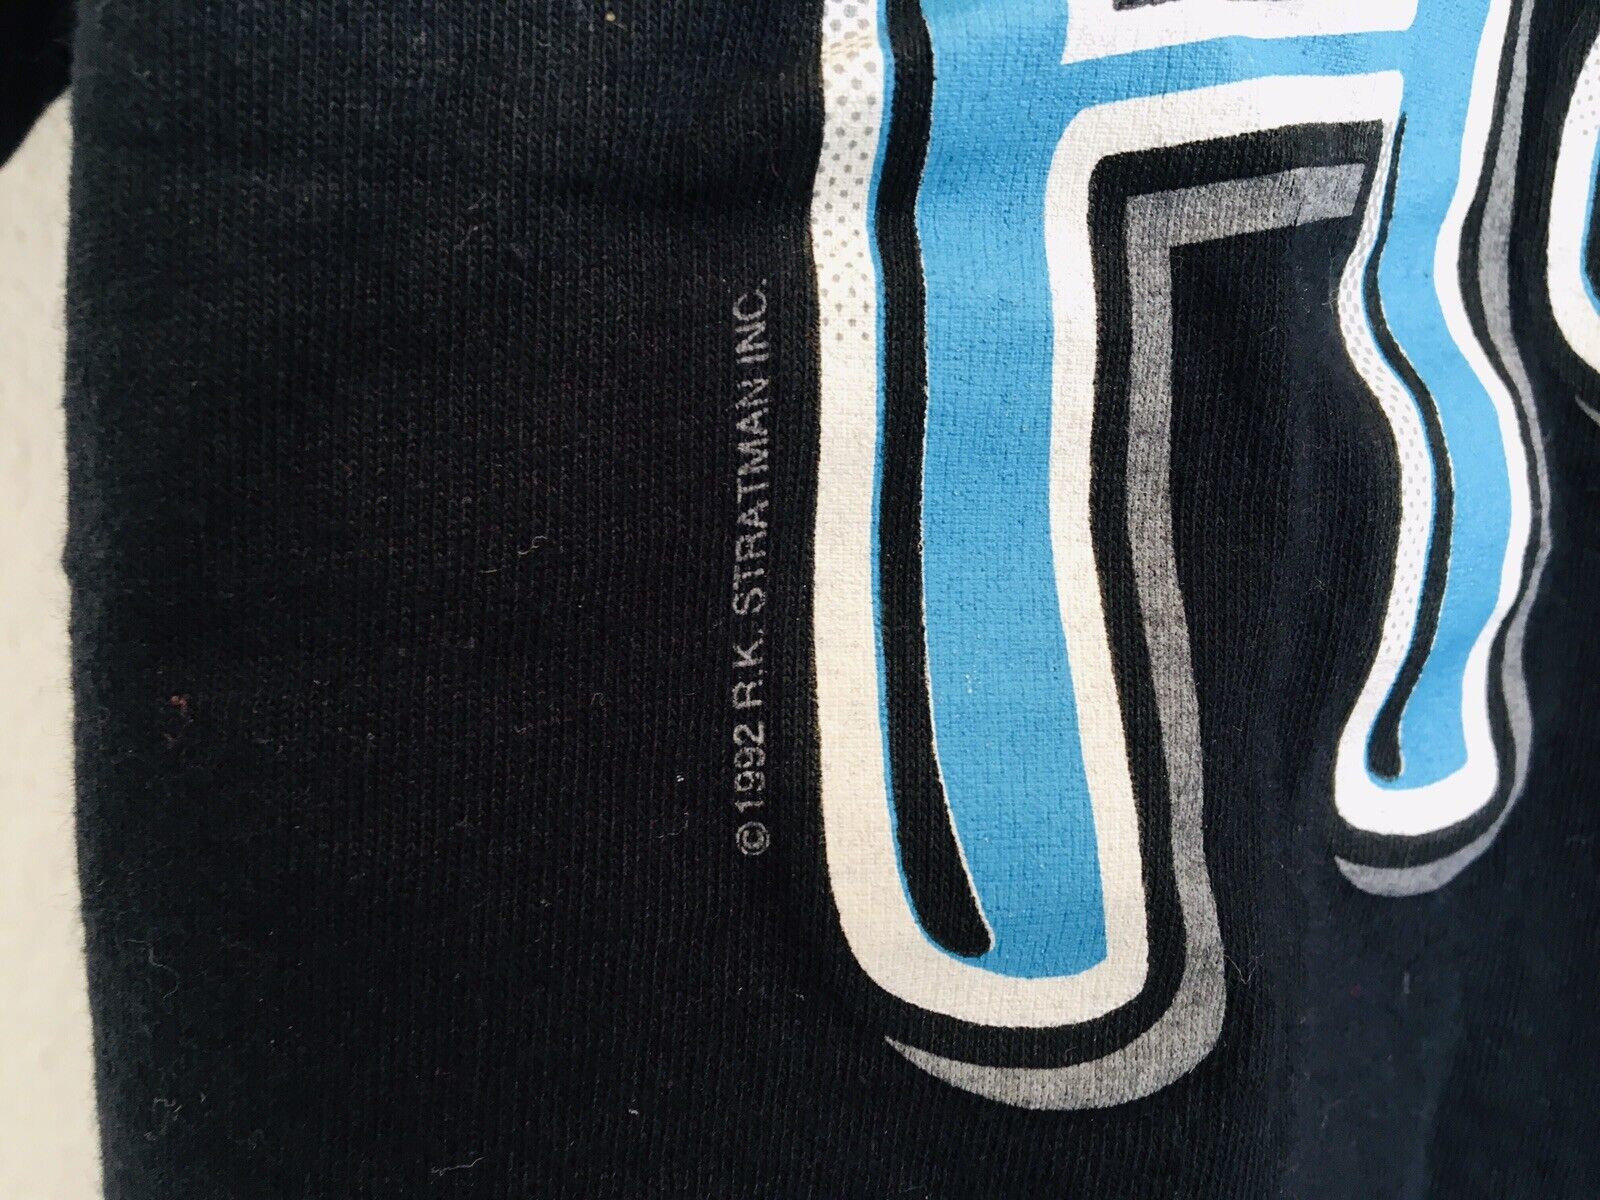 © 1992 R.K. STRATMAN INC.